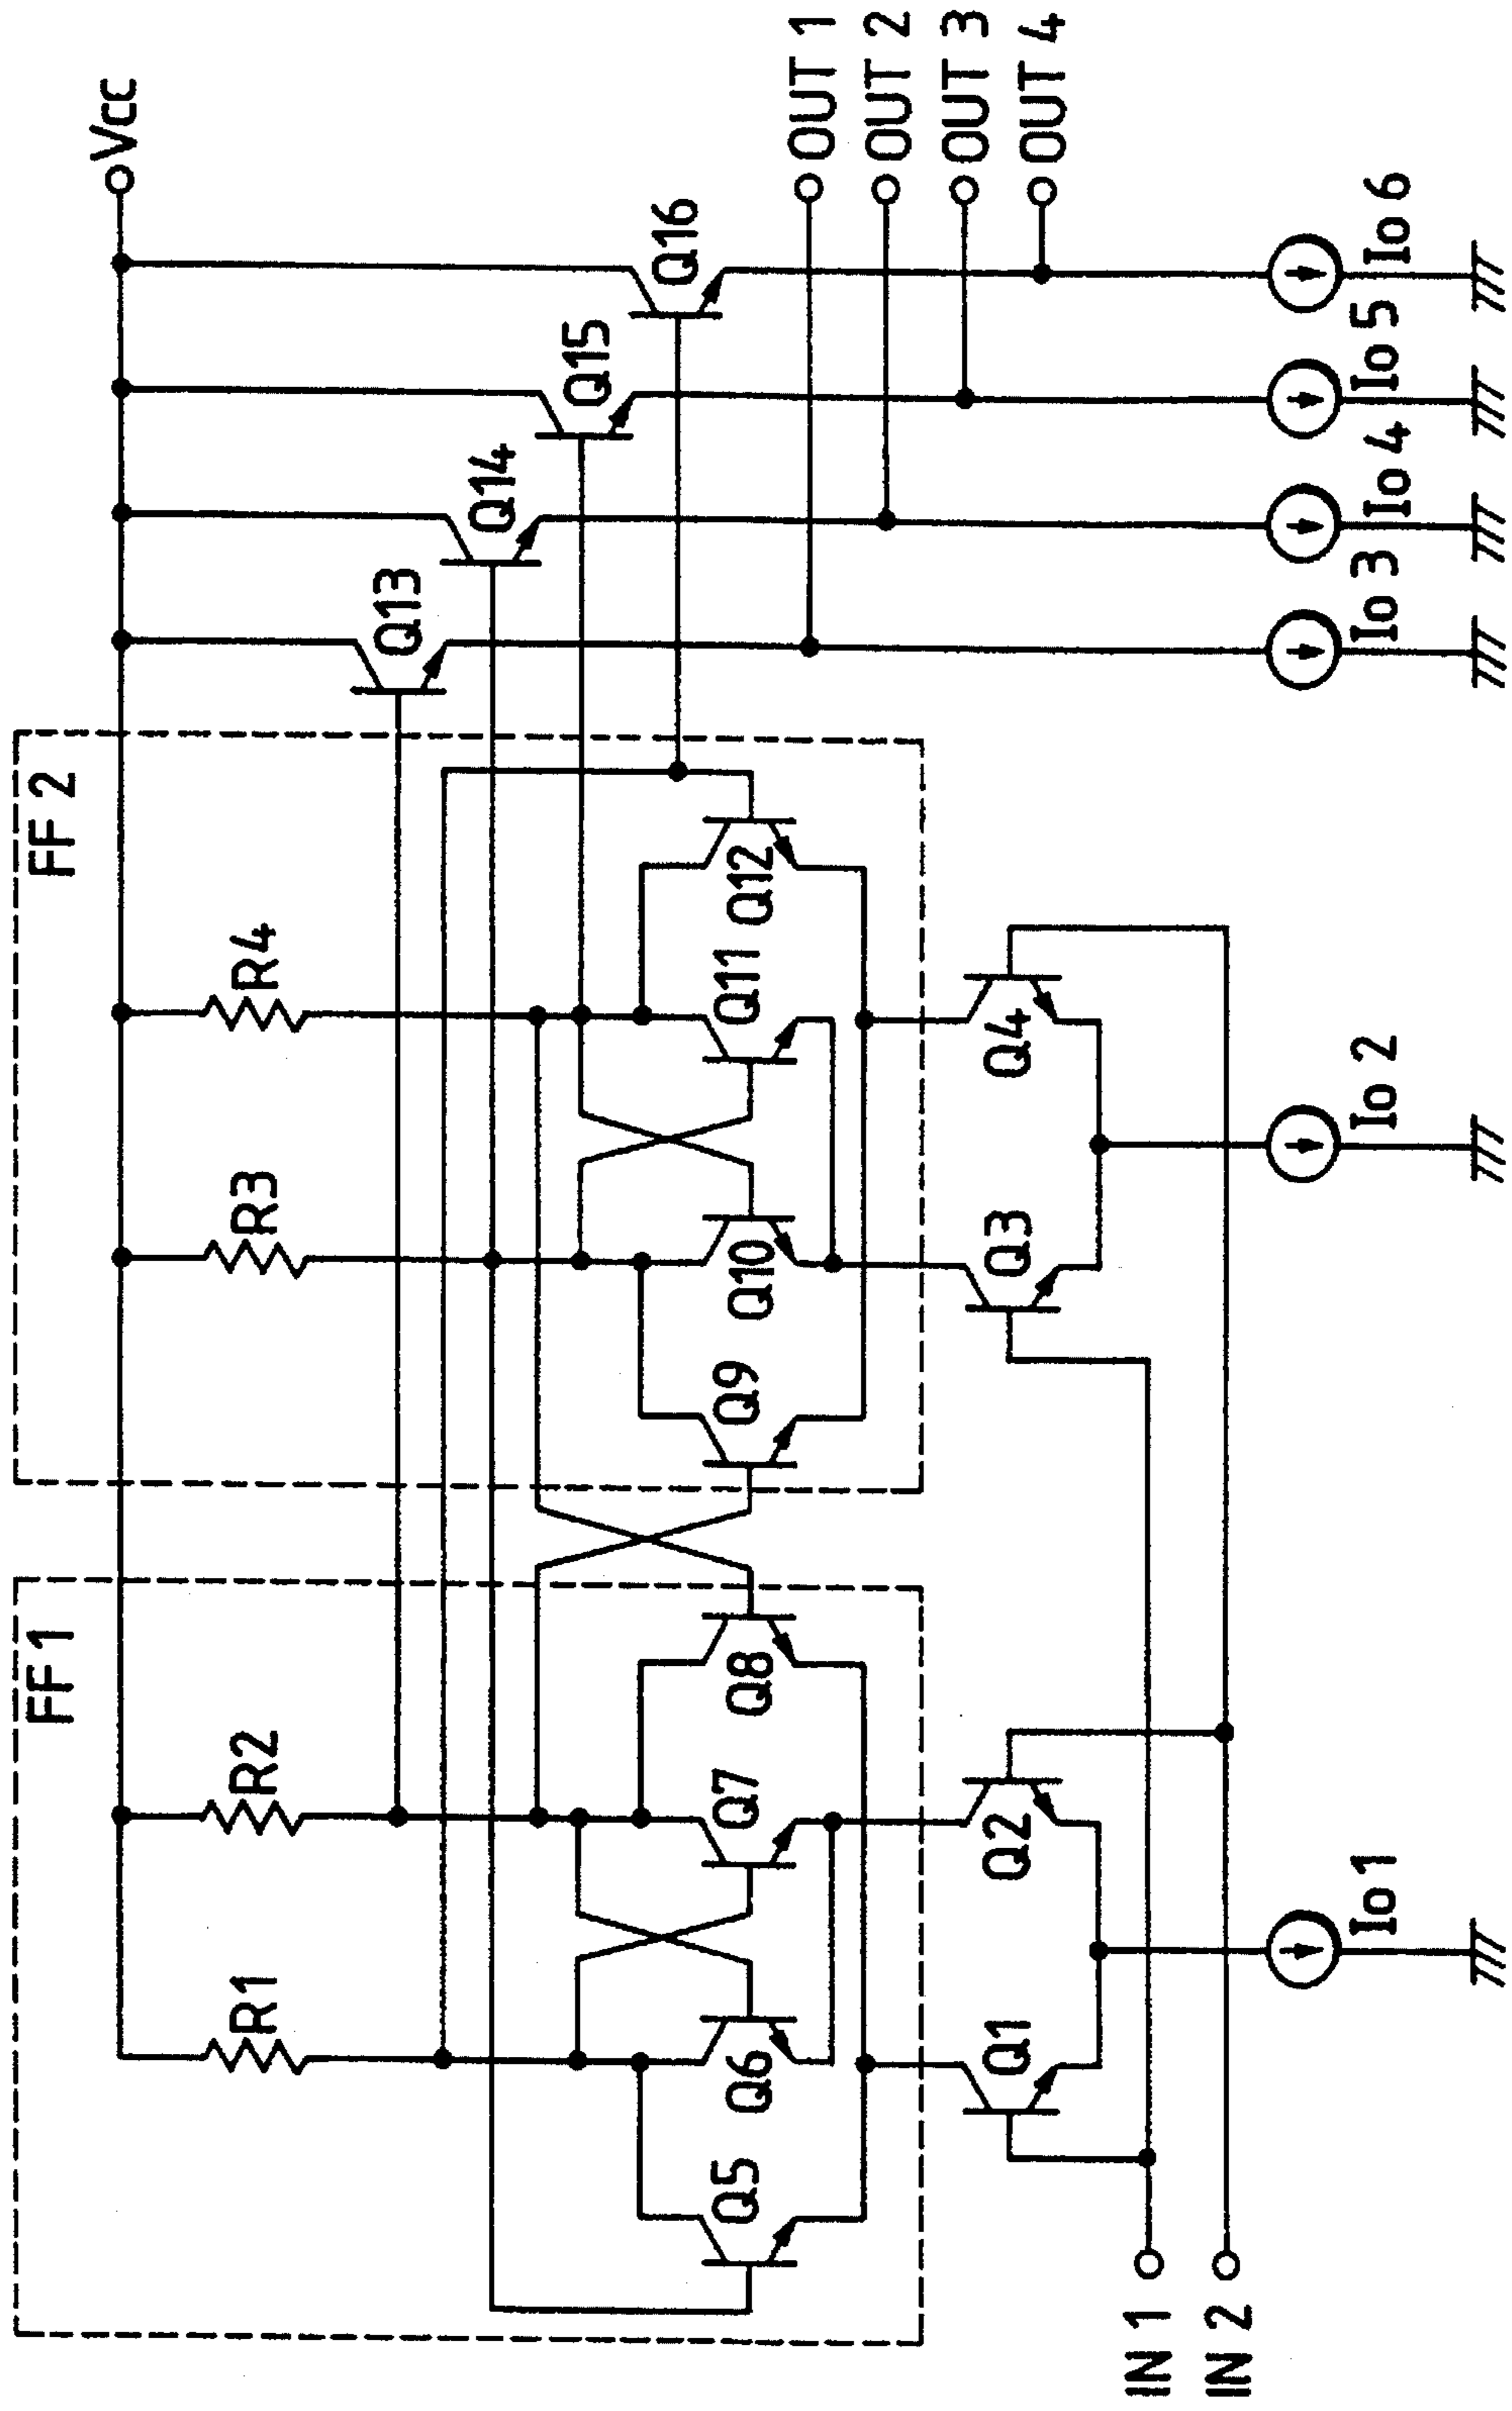 Vcc
FF 1
FF 2
R1
R2
R3
R4
Q13
Q14
Q15
Q16
Q5
Q6
Q7
Q8
Q9
Q10
Q11
Q12
OUT 1
OUT 2
OUT 3
OUT 4
Q1
Q2
Q3
Q4
IN 1
IN 2
Io 1
Io 2
Io 3
Io 4
Io 5
Io 6